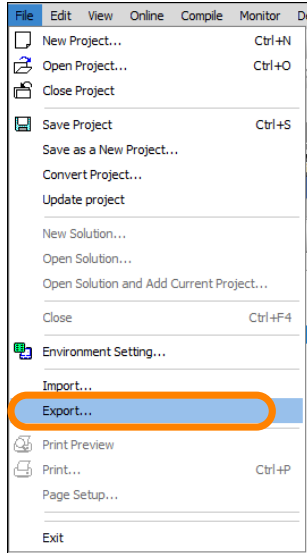 File Edit View Online Compile Monitor
New Project... Ctrl+N
Open Project... Ctrl+O
Close Project
Save Project Ctrl+S
Save as a New Project...
Convert Project...
Update project
New Solution...
Open Solution...
Open Solution and Add Current Project...
Close Ctrl+F4
Environment Setting...
Import...
Export...
Print Preview
Print... Ctrl+P
Page Setup...
Exit